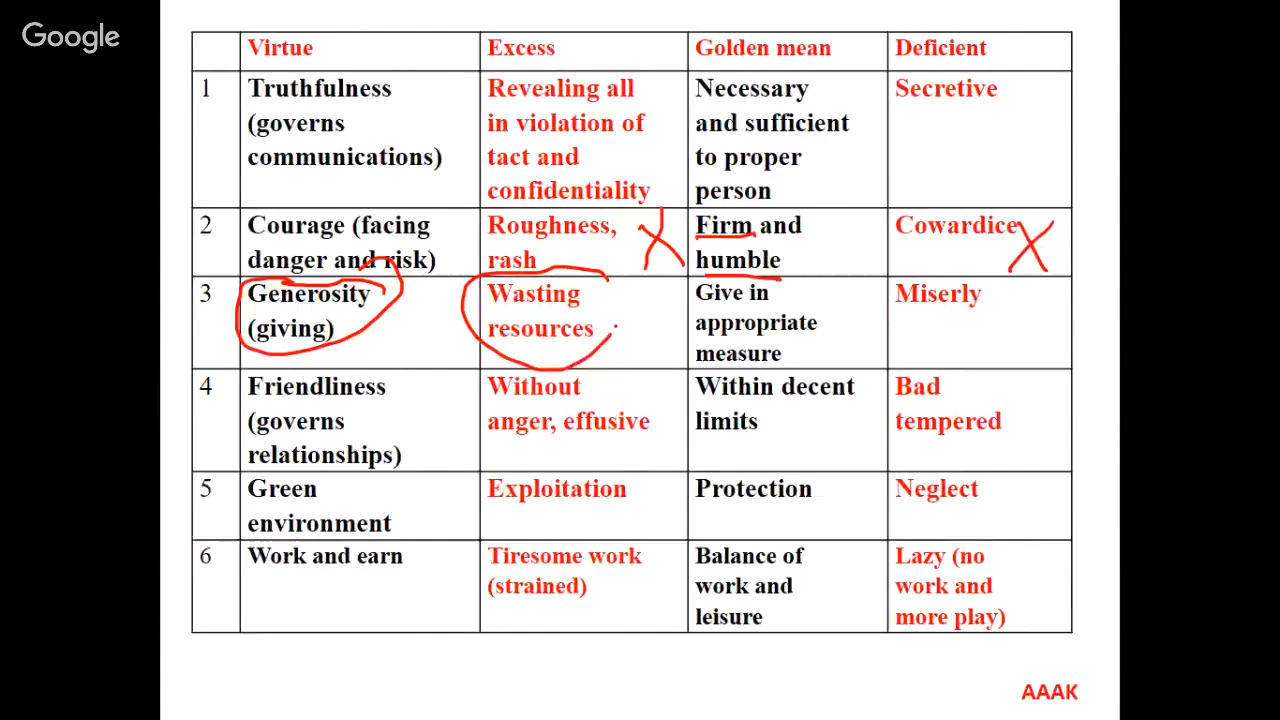 Google
Virtue Excess Golden mean Deficient
1 Truthfulness Revealing all Necessary Secretive
(governs in violation of and sufficient
communications) tact and to proper
confidentiality person
2 Courage (facing Roughness, Firm and Cowardice
danger and risk) rash humble
3 Generosity Wasting Give in Miserly
(giving) resources appropriate
measure
4 Friendliness Without Within decent Bad
(governs anger, effusive limits tempered
relationships)
5 Green Exploitation Protection Neglect
environment
6 Work and earn Tiresome work Balance of Lazy (no
(strained) work and work and
leisure more play)
AAAK